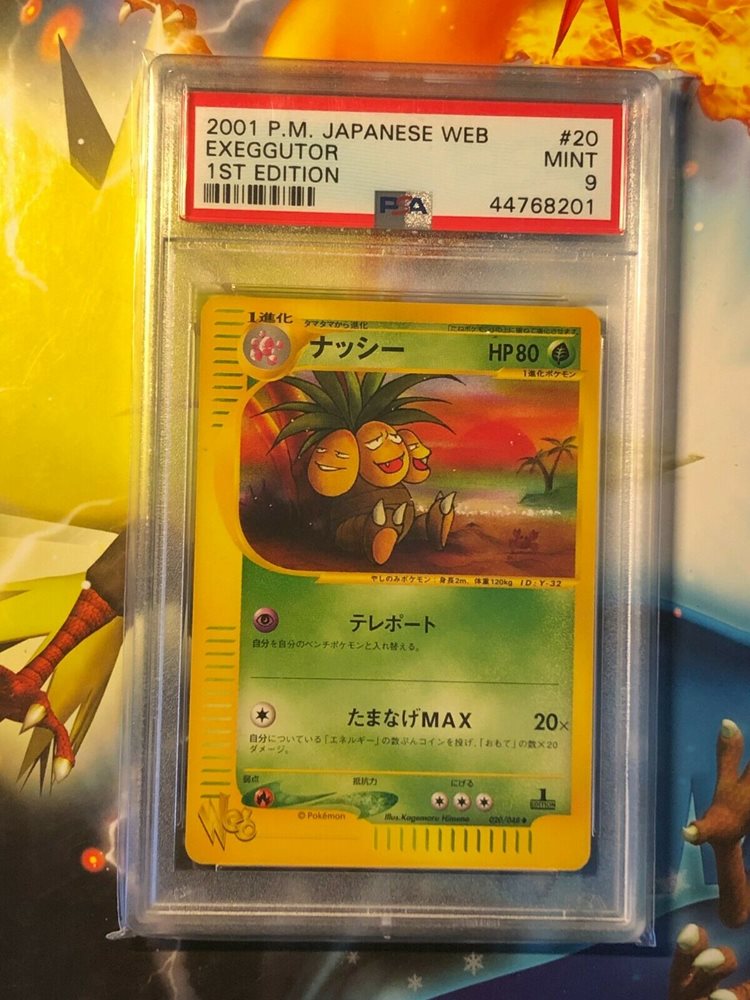 2001 P.M. JAPANESE WEB #20
EXEGGUTOR MINT
1ST EDITION 9
PSA 44768201
1進化
タマタマから進化
ナッシー HP80
1進化ポケモン
やしのみポケモン 身長2m、体重120kg ID:Y-32
テレポート
自分を自分のベンチポケモンと入れ替える。
たまなげMAX 20×
自分についている「エネルギー」の数ぶんコインを投げ、「おもて」の数×20
ダメージ。
弱点 抵抗力 にげる
1
EDITION
Web
©Pokémon Illus.Kagemaru Himeno 020/048